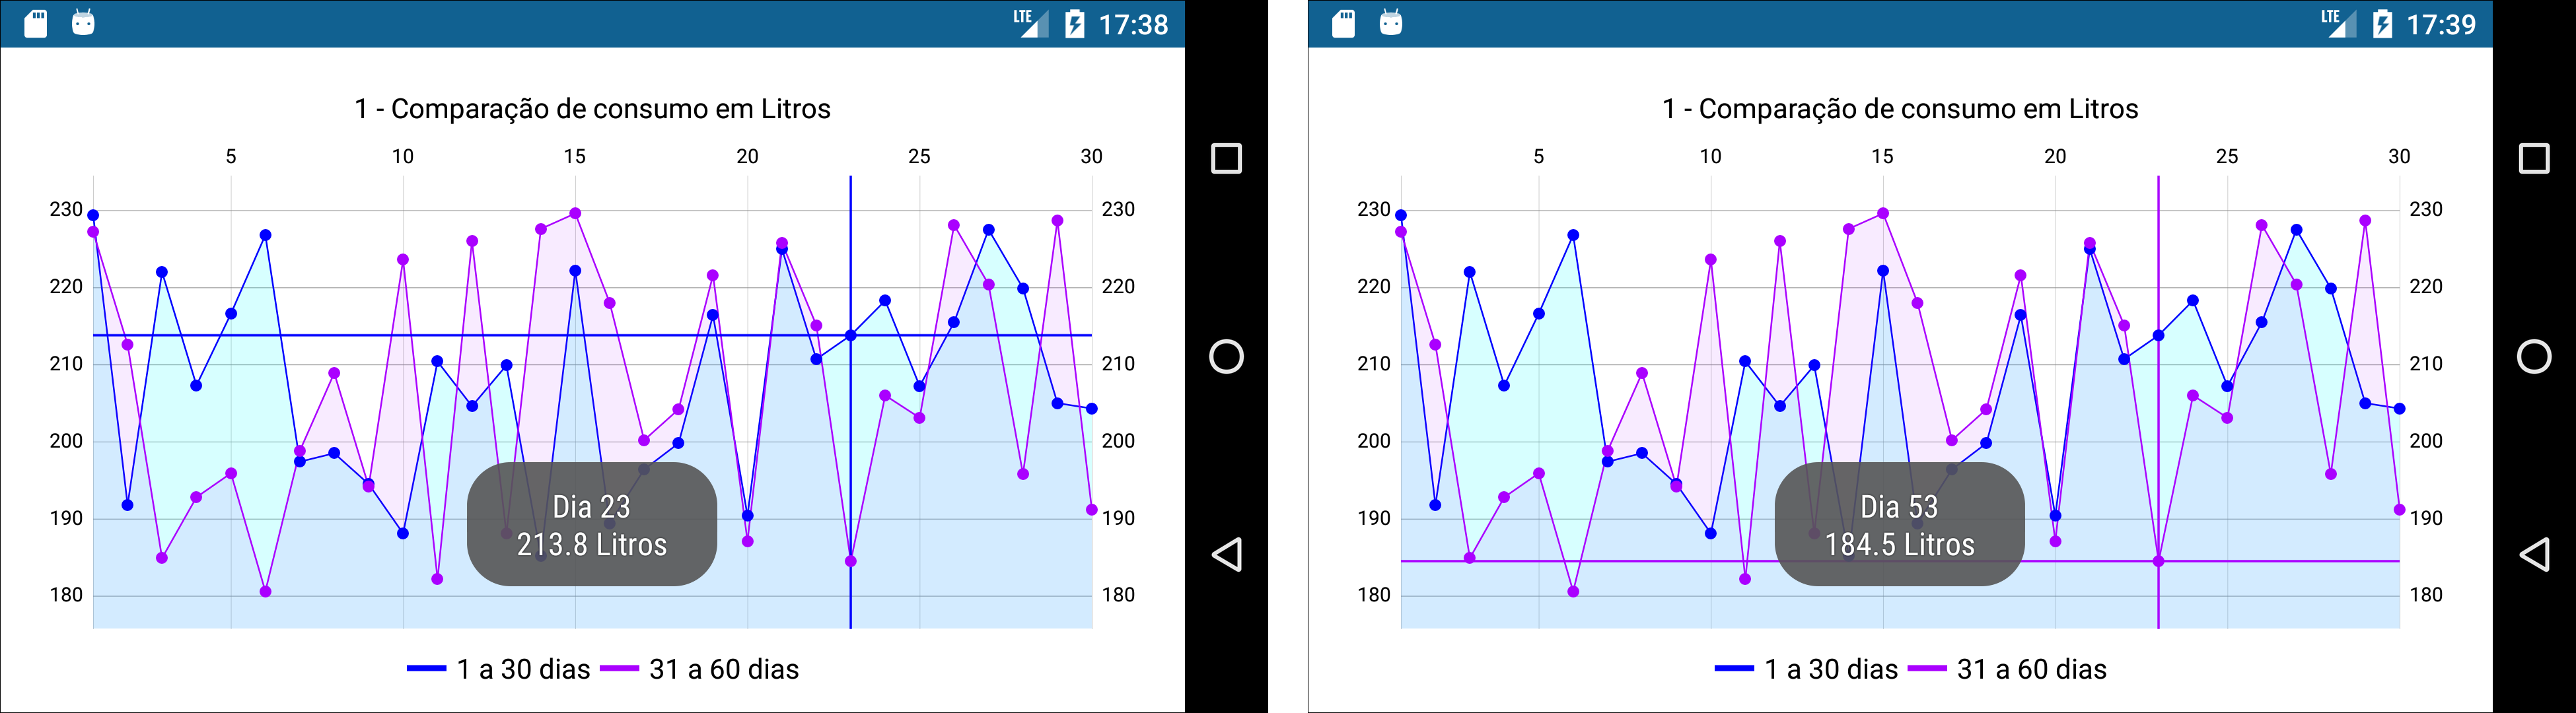 LTE 17:38
1 - Comparação de consumo em Litros
5 10 15 20 25 30
230 230
220 220
210 210
200 200
190 190
180 180
Dia 23
213.8 Litros
1 a 30 dias 31 a 60 dias
LTE 17:39
1 - Comparação de consumo em Litros
5 10 15 20 25 30
230 230
220 220
210 210
200 200
190 190
180 180
Dia 53
184.5 Litros
1 a 30 dias 31 a 60 dias